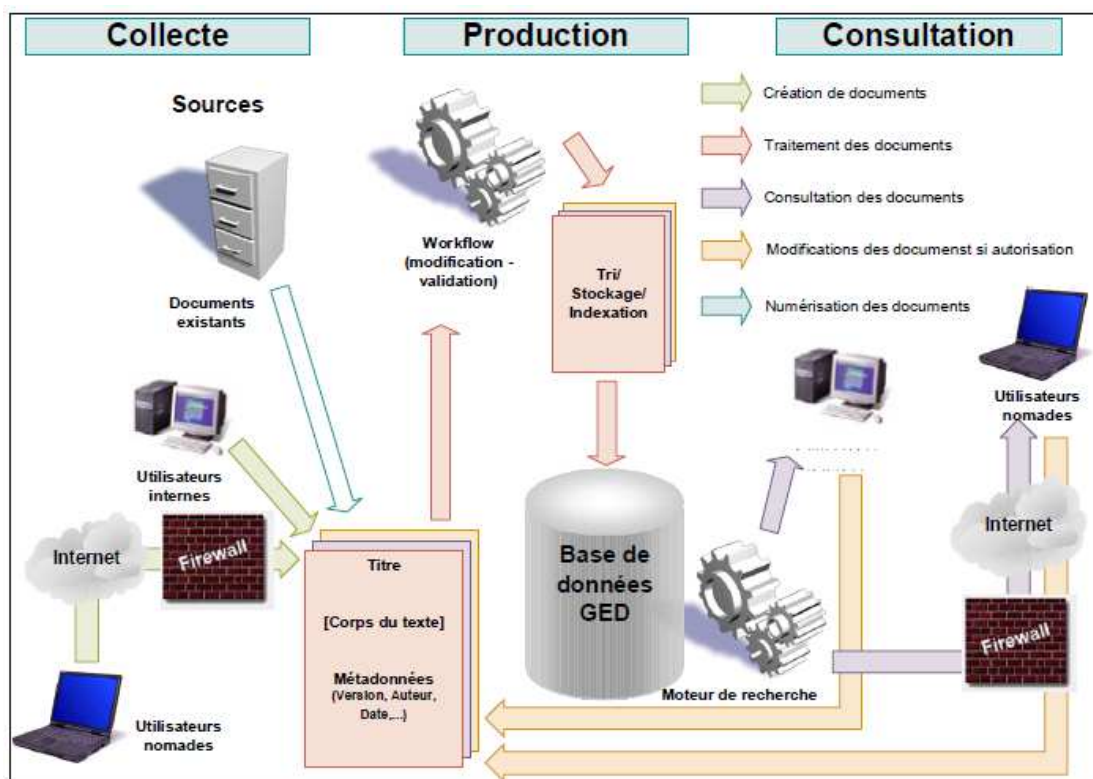 Collecte
Production
Consultation
Sources
Création de documents
Traitement des documents
Consultation des documents
Modifications des documenst si autorisation
Numérisation des documents
Documents
existants
Workflow
(modification -
validation)
Tri/
Stockage/
Indexation
Utilisateurs
nomades
Utilisateurs
internes
Internet
Firewall
Titre
[Corps du texte]
Métadonnées
(Version, Auteur,
Date,...)
Base de
données
GED
Internet
Firewall
Moteur de recherche
Utilisateurs
nomades